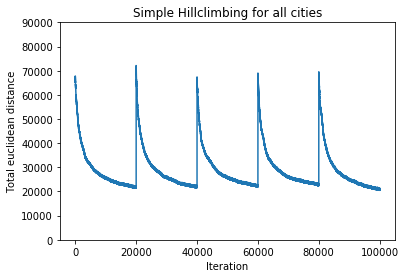 Simple Hillclimbing for all cities
90000
80000
70000
60000
50000
40000
30000
20000
10000
0
Total euclidean distance
0 20000 40000 60000 80000 100000
Iteration